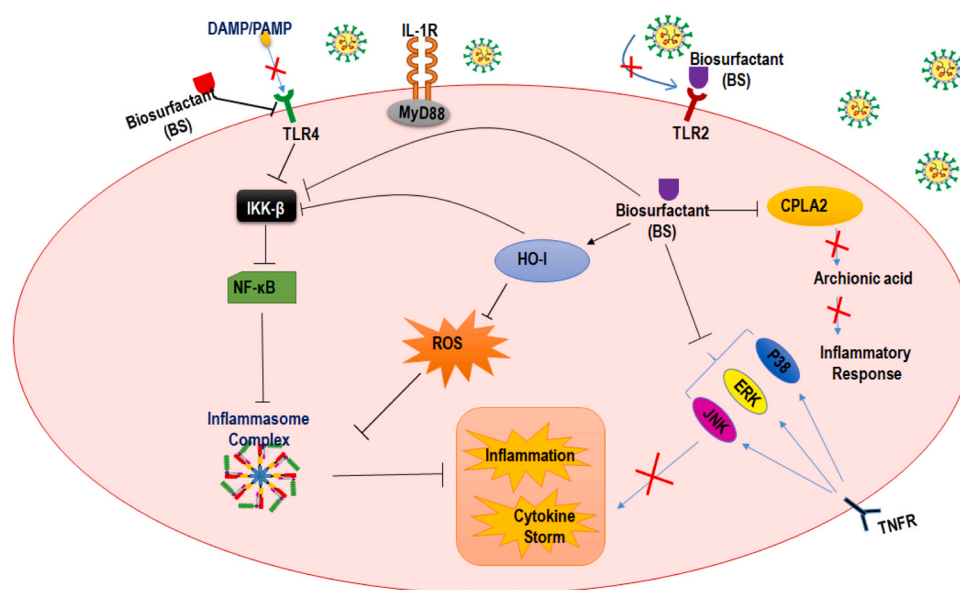 DAMP/PAMP
IL-1R
Biosurfactant
(BS)
Biosurfactant
(BS)
MyD88
TLR4
TLR2
IKK-β
Biosurfactant
(BS)
CPLA2
HO-I
NF-κB
Archionic acid
ROS
P38
Inflammatory
Response
ERK
JNK
Inflammasome
Complex
Inflammation
Cytokine
Storm
TNFR